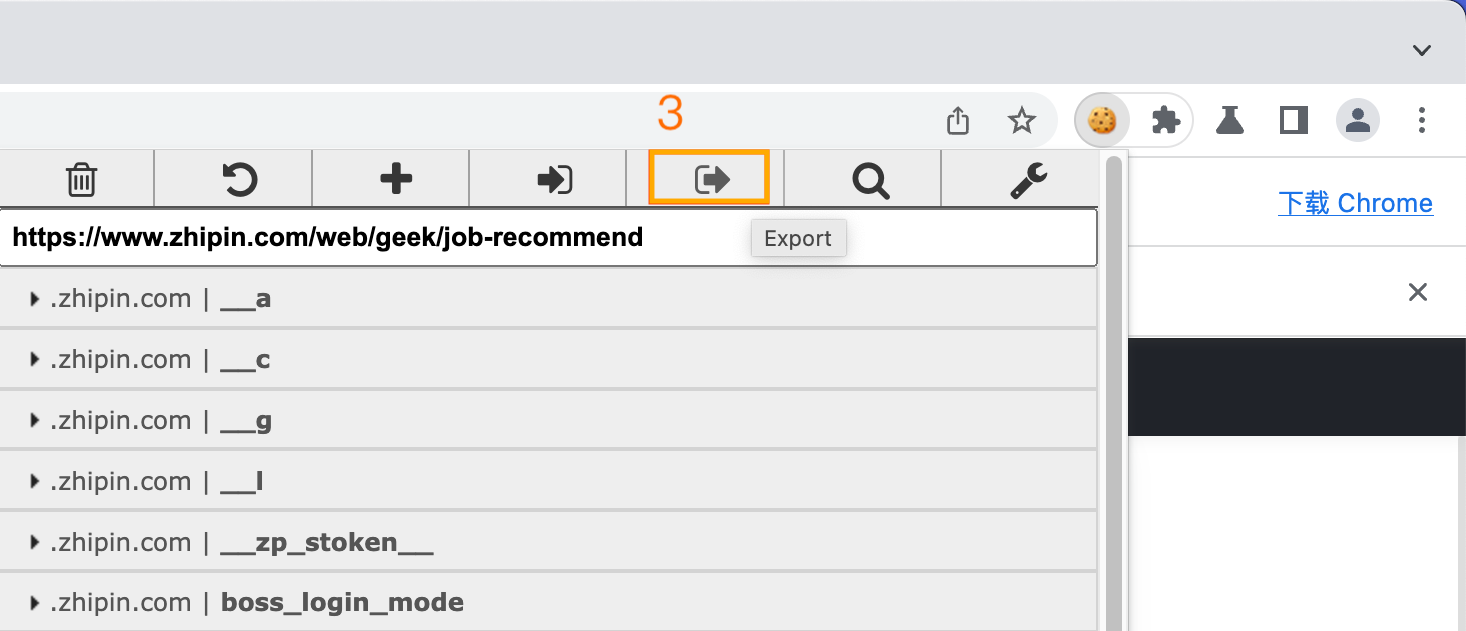 3
下载 Chrome
https://www.zhipin.com/web/geek/job-recommend
Export
.zhipin.com | __a
.zhipin.com | __c
.zhipin.com | __g
.zhipin.com | __l
.zhipin.com | __zp_stoken__
.zhipin.com | boss_login_mode